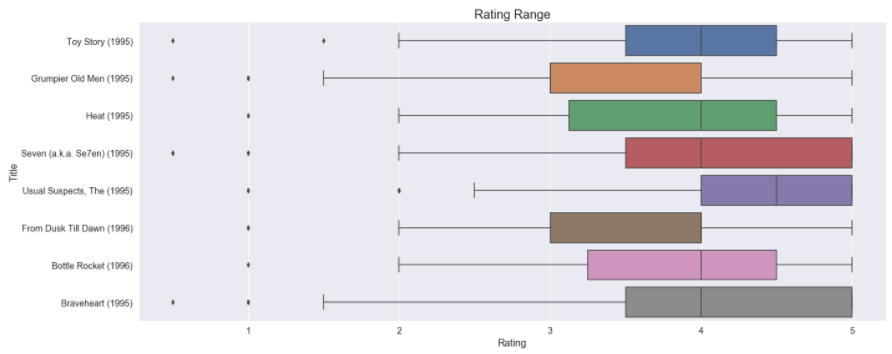 Rating Range
Title
Toy Story (1995)
Grumpier Old Men (1995)
Heat (1995)
Seven (a.k.a. Se7en) (1995)
Usual Suspects, The (1995)
From Dusk Till Dawn (1996)
Bottle Rocket (1996)
Braveheart (1995)
1 2 3 4 5
Rating